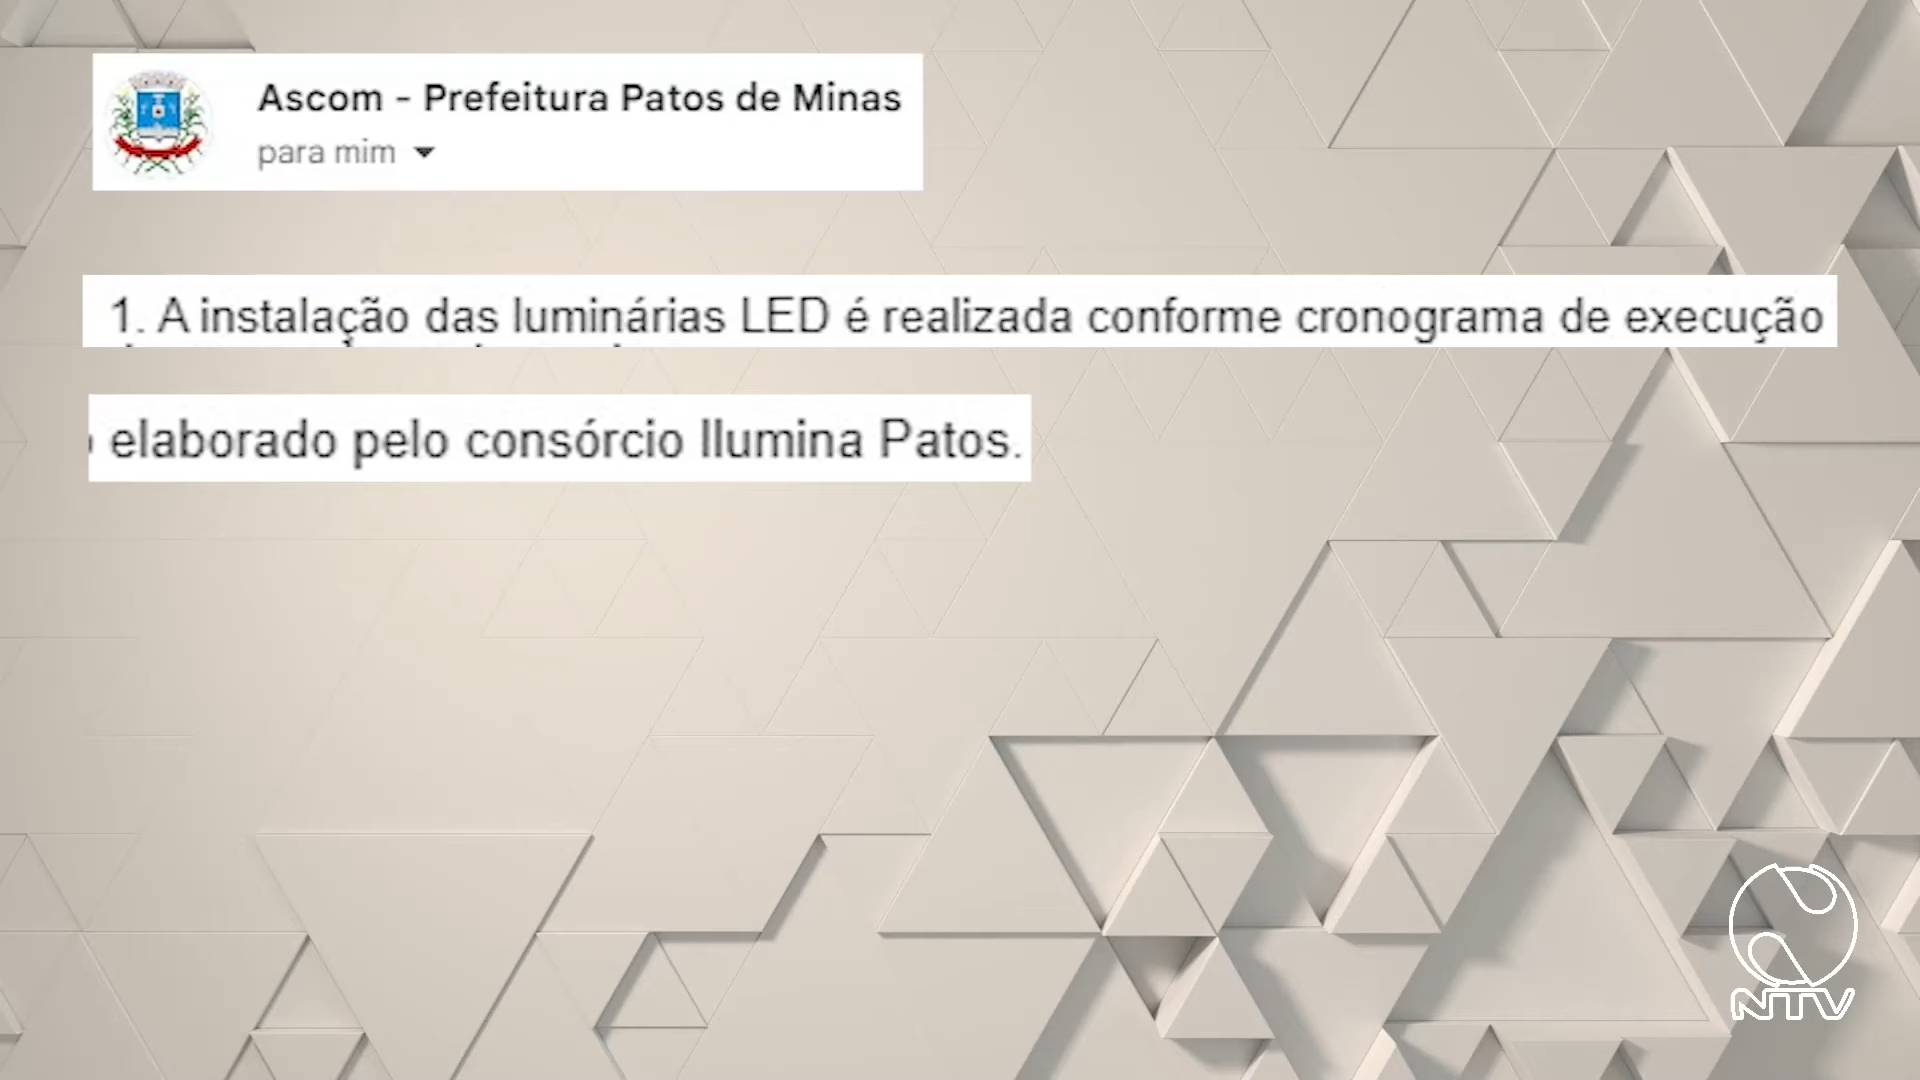 Ascom - Prefeitura Patos de Minas
para mim
1. A instalação das luminárias LED é realizada conforme cronograma de execução
elaborado pelo consórcio Ilumina Patos.
NTV